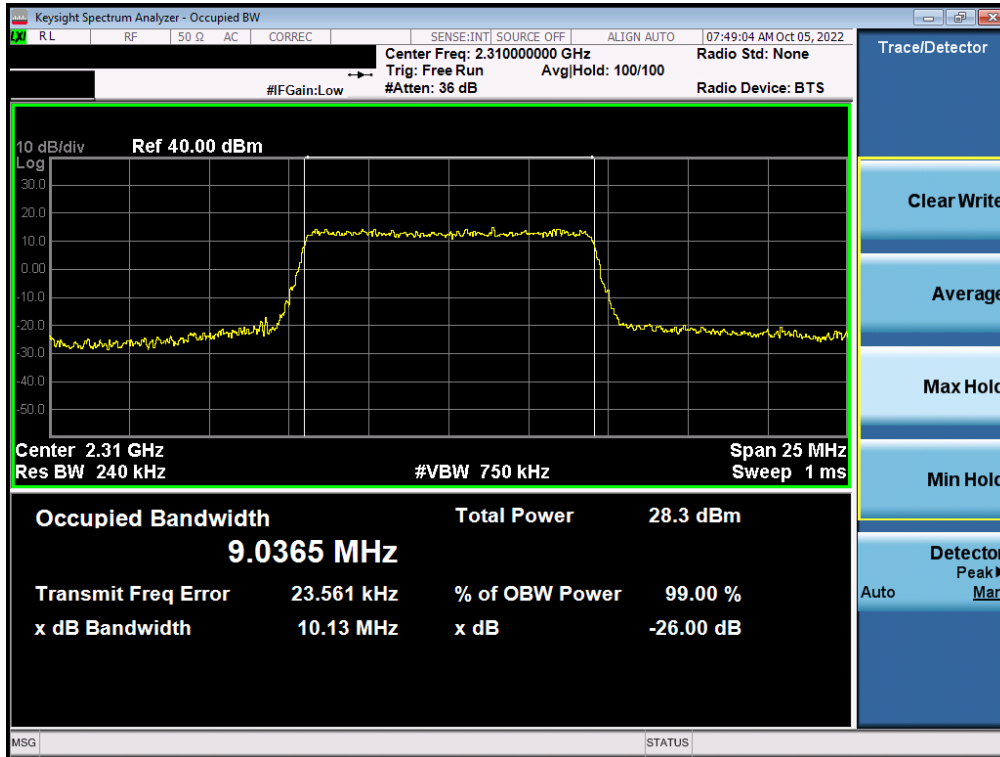 Keysight Spectrum Analyzer - Occupied BW
LXI RL RF 50 Ω AC CORREC SENSE:INT SOURCE OFF ALIGN AUTO 07:49:04 AM Oct 05, 2022
Center Freq: 2.310000000 GHz Radio Std: None
Trig: Free Run Avg|Hold: 100/100
#IFGain:Low #Atten: 36 dB Radio Device: BTS
Trace/Detector
10 dB/div Ref 40.00 dBm
Log
30.0
20.0
10.0
0.00
-10.0
-20.0
-30.0
-40.0
-50.0
Center 2.31 GHz Span 25 MHz
Res BW 240 kHz #VBW 750 kHz Sweep 1 ms
Occupied Bandwidth Total Power 28.3 dBm
9.0365 MHz
Transmit Freq Error 23.561 kHz % of OBW Power 99.00 %
x dB Bandwidth 10.13 MHz x dB -26.00 dB
Clear Write
Average
Max Hold
Min Hold
Detector
Peak
Auto Man
MSG STATUS